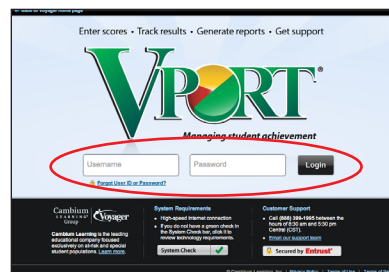 Back to Voyager home page
Enter scores • Track results • Generate reports • Get support
VPORT®
Managing student achievement
Username
Password
Login
Forgot User ID or Password?
Cambium
LEARNING®
Group
Voyager
Cambium Learning is the leading
educational company focused
exclusively on at-risk and special
student populations. Learn more.
System Requirements
• High-speed internet connection
• If you do not have a green check in
the System Check bar, click it to
review technology requirements.
System Check
Customer Support
• Call (888) 399-1995 between the
hours of 8:30 am and 5:30 pm
Central (CST).
• Email our support team
Secured by Entrust®
© Cambium Learning, Inc. | Privacy Policy | Terms of Use